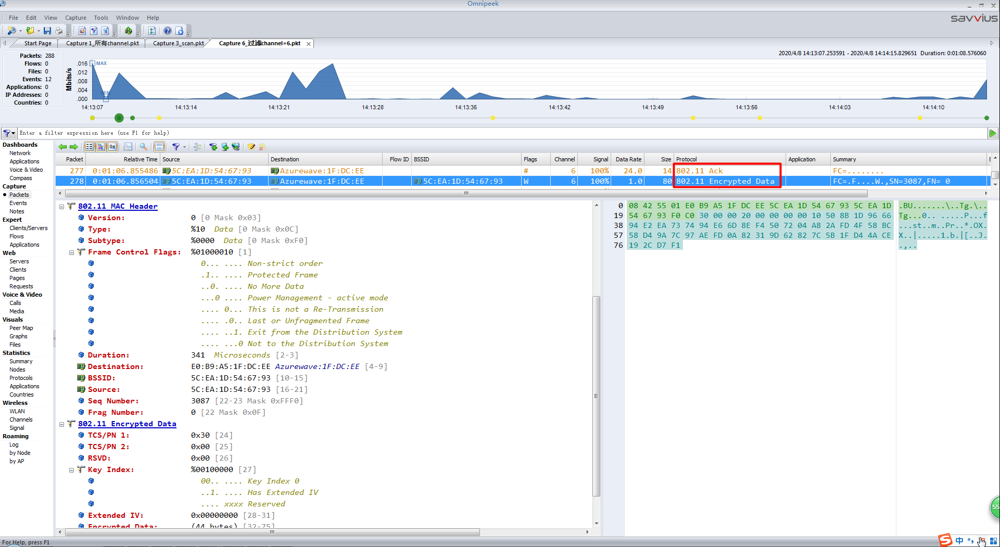 Omnipeek
File Edit View Capture Tools Window Help
savvius
Start Page Capture 1_所有channel.pkt Capture 3_scan.pkt Capture 6_过滤channel=6.pkt
Packets: 288
Flows: 0
Files: 0
Events: 12
Applications: 0
IP Addresses: 0
Countries: 0
2020/4/8 14:13:07.253591 - 2020/4/8 14:14:15.829651 Duration: 0:01:08.576060
Mbits/s
.016
.012
.008
.004
.000
MAX
MIN
14:13:07 14:13:14 14:13:21 14:13:28 14:13:35 14:13:42 14:13:49 14:13:56 14:14:03 14:14:10
Enter a filter expression here (use F1 for help)
Dashboards
Network
Applications
Voice & Video
Compass
Capture
Packets
Events
Notes
Expert
Clients/Servers
Flows
Applications
Web
Servers
Clients
Pages
Requests
Voice & Video
Calls
Media
Visuals
Peer Map
Graphs
Files
Statistics
Summary
Nodes
Protocols
Applications
Countries
Wireless
WLAN
Channels
Signal
Roaming
Log
by Node
by AP
0x
Packet Relative Time Source Destination Flow ID BSSID Flags Channel Signal Data Rate Size Protocol Application Summary E
277 0:01:06.855486 5C:EA:1D:54:67:93 Azurewave:1F:DC:EE # 6 100% 24.0 14 802.11 Ack FC=........
278 0:01:06.856504 5C:EA:1D:54:67:93 Azurewave:1F:DC:EE 5C:EA:1D:54:67:93 W 6 100% 1.0 80 802.11 Encrypted Data FC=.F....W.,SN=3087,FN= 0
802.11 MAC Header
Version: 0 [0 Mask 0x03]
Type: %10 Data [0 Mask 0x0C]
Subtype: %0000 Data [0 Mask 0xF0]
Frame Control Flags: %01000010 [1]
0... .... Non-strict order
.1.. .... Protected Frame
..0. .... No More Data
...0 .... Power Management - active mode
.... 0... This is not a Re-Transmission
.... .0.. Last or Unfragmented Frame
.... ..1. Exit from the Distribution System
.... ...0 Not to the Distribution System
Duration: 341 Microseconds [2-3]
Destination: E0:B9:A5:1F:DC:EE Azurewave:1F:DC:EE [4-9]
BSSID: 5C:EA:1D:54:67:93 [10-15]
Source: 5C:EA:1D:54:67:93 [16-21]
Seq Number: 3087 [22-23 Mask 0xFFF0]
Frag Number: 0 [22 Mask 0x0F]
802.11 Encrypted Data
TCS/PN 1: 0x30 [24]
TCS/PN 2: 0x00 [25]
RSVD: 0x00 [26]
Key Index: %00100000 [27]
00.. .... Key Index 0
..1. .... Has Extended IV
.... xxxx Reserved
Extended IV: 0x00000000 [28-31]
Encrypted Data: (44 bytes) [32-75]
0 08 42 55 01 E0 B9 A5 1F DC EE 5C EA 1D 54 67 93 5C EA 1D .BU.......\..Tg.\..
19 54 67 93 F0 C0 30 00 00 20 00 00 00 00 10 50 8B 1D 96 66 Tg...0.. .....P...f
38 94 E2 EA 73 74 94 E6 6D 8E F4 50 72 04 A8 2A FD 4F 58 BC ...st..m..Pr..*.OX.
57 58 D4 9A 7C 97 AE FD 0A 82 31 9D 62 82 7C 5B 1F D4 4A CE X..|.....1.b.|[..J.
76 19 2C D7 F1 .,..
55
For Help, press F1
S 中